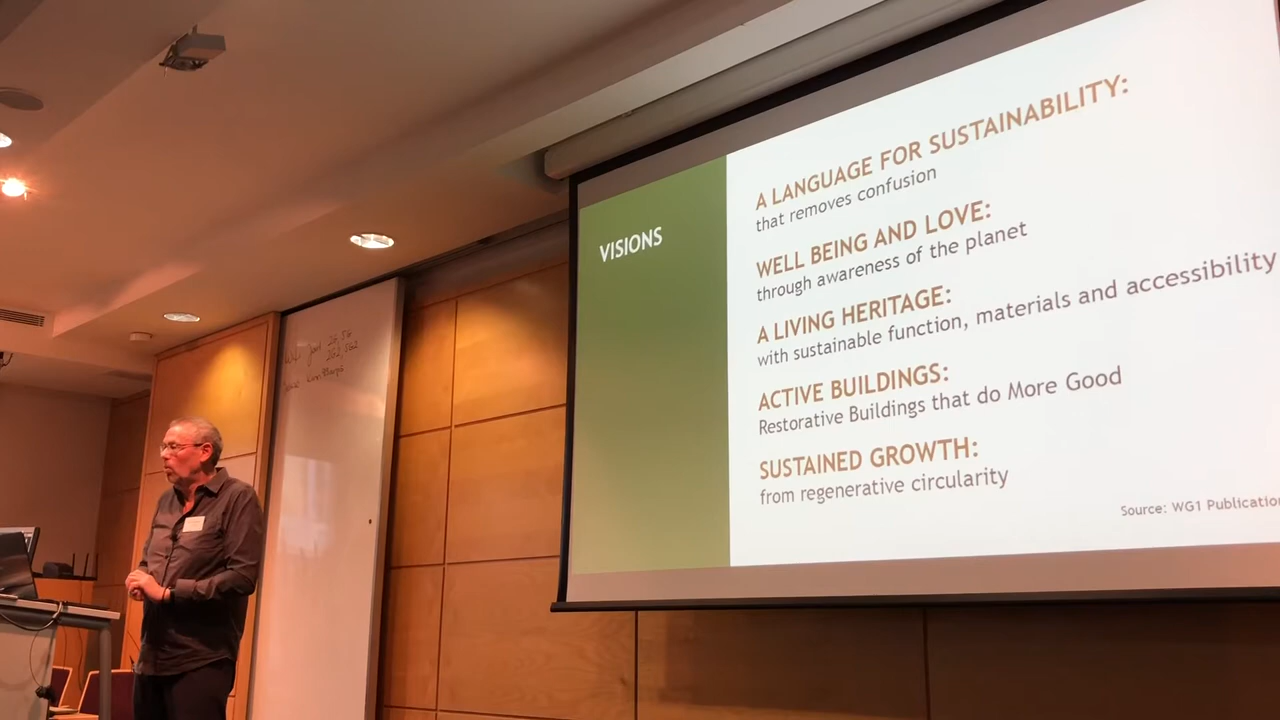 VISIONS
A LANGUAGE FOR SUSTAINABILITY:
that removes confusion
WELL BEING AND LOVE:
through awareness of the planet
A LIVING HERITAGE:
with sustainable function, materials and accessibility
ACTIVE BUILDINGS:
Restorative Buildings that do More Good
SUSTAINED GROWTH:
from regenerative circularity
Source: WG1 Publication